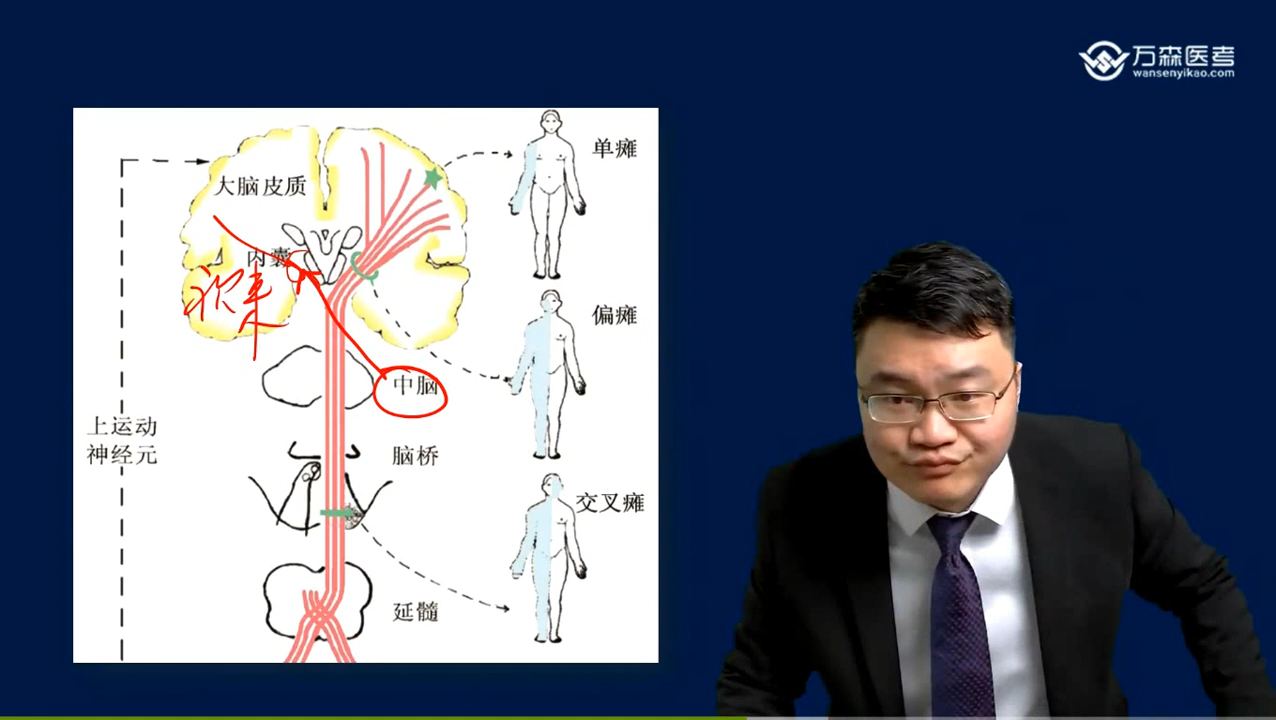 万森医考
wansenyikao.com
单瘫
大脑皮质
内囊
偏瘫
中脑
上运动
神经元
脑桥
交叉瘫
延髓